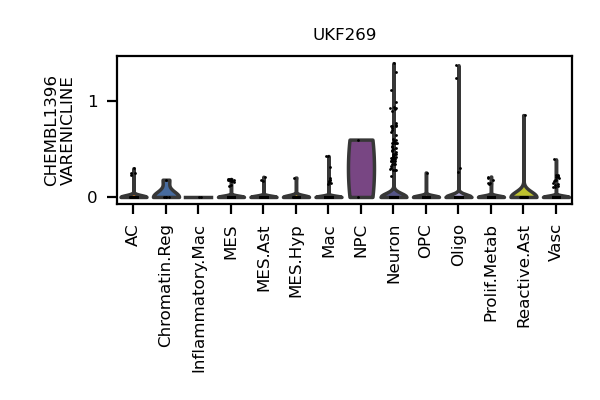 UKF269
CHEMBL1396
VARENICLINE
1
0
AC
Chromatin.Reg
Inflammatory.Mac
MES
MES.Ast
MES.Hyp
Mac
NPC
Neuron
OPC
Oligo
Prolif.Metab
Reactive.Ast
Vasc